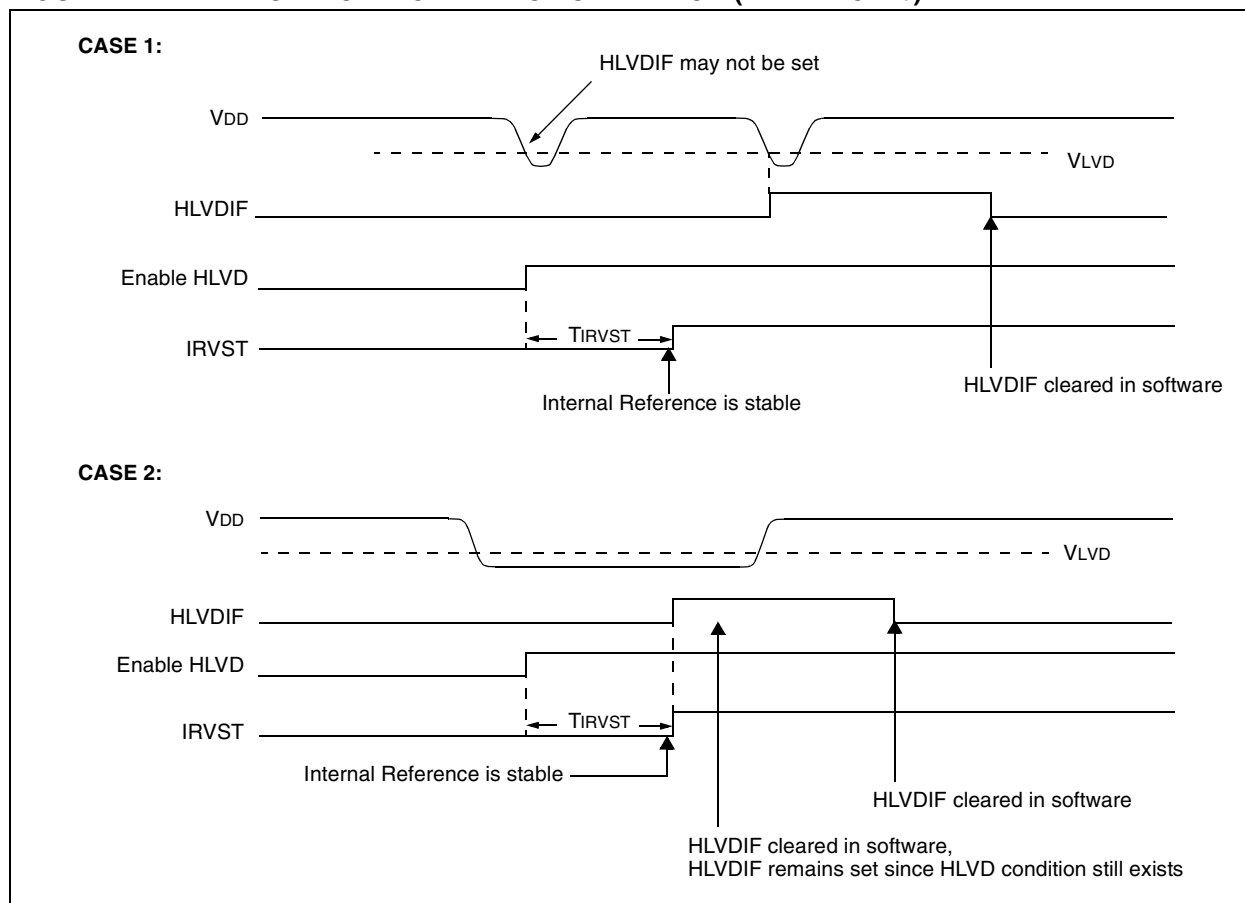 CASE 1:
HLVDIF may not be set
VDD
VLVD
HLVDIF
Enable HLVD
TIRVST
IRVST
HLVDIF cleared in software
Internal Reference is stable
CASE 2:
VDD
VLVD
HLVDIF
Enable HLVD
TIRVST
IRVST
Internal Reference is stable
HLVDIF cleared in software
HLVDIF cleared in software,
HLVDIF remains set since HLVD condition still exists